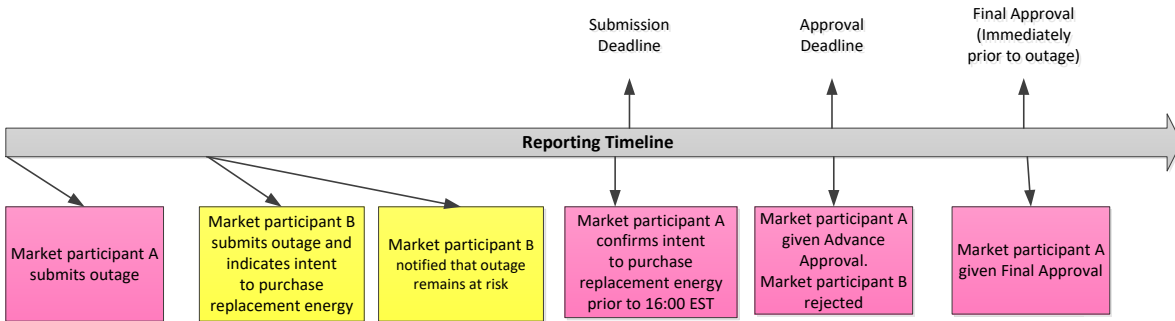 Submission
Deadline
Approval
Deadline
Final Approval
(Immediately
prior to outage)
Reporting Timeline
Market participant A
submits outage
Market participant B
submits outage and
indicates intent
to purchase
replacement energy
Market participant B
notified that outage
remains at risk
Market participant A
confirms intent
to purchase
replacement energy
prior to 16:00 EST
Market participant A
given Advance
Approval.
Market participant B
rejected
Market participant A
given Final Approval